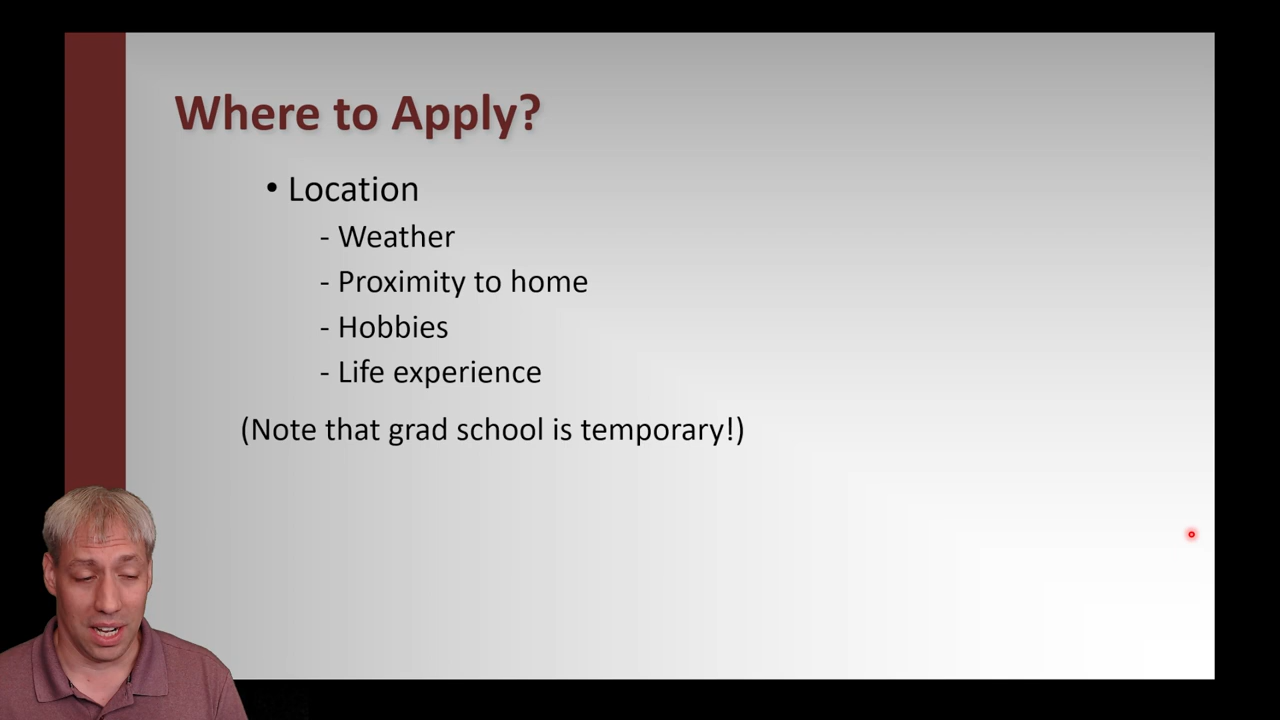 Where to Apply?
• Location
- Weather
- Proximity to home
- Hobbies
- Life experience
(Note that grad school is temporary!)